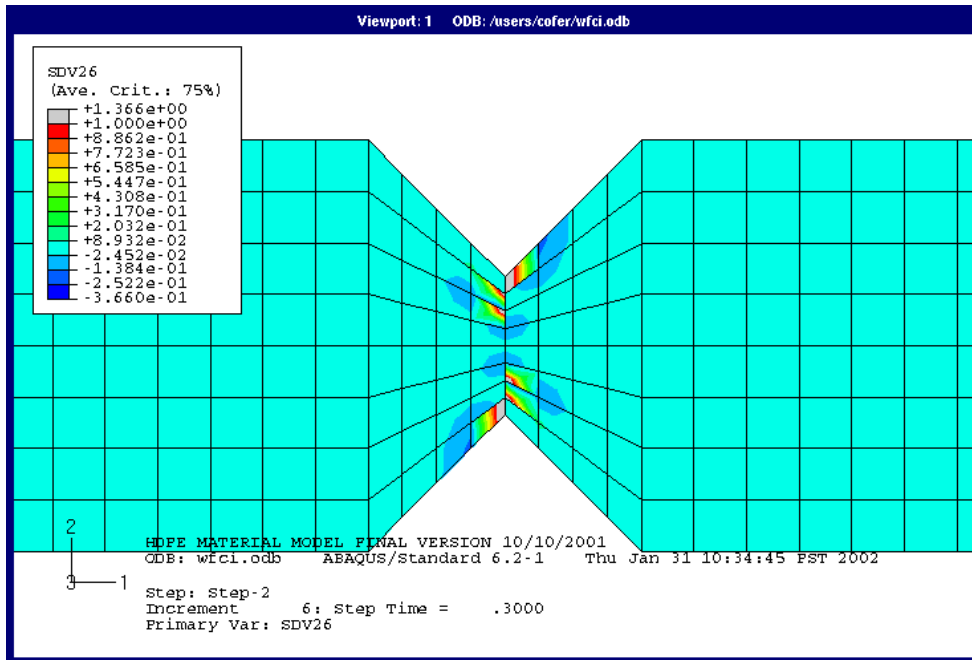 Viewport: 1 ODB: /users/cofer/wfci.odb
SDV26
(Ave. Crit.: 75%)
+1.366e+00
+1.000e+00
+8.862e-01
+7.723e-01
+6.585e-01
+5.447e-01
+4.308e-01
+3.170e-01
+2.032e-01
+8.932e-02
-2.452e-02
-1.384e-01
-2.522e-01
-3.660e-01
2
3
1
HDPE MATERIAL MODEL FINAL VERSION 10/10/2001
ODB: wfci.odb ABAQUS/Standard 6.2-1 Thu Jan 31 10:34:45 PST 2002
Step: Step-2
Increment 6: Step Time = .3000
Primary Var: SDV26